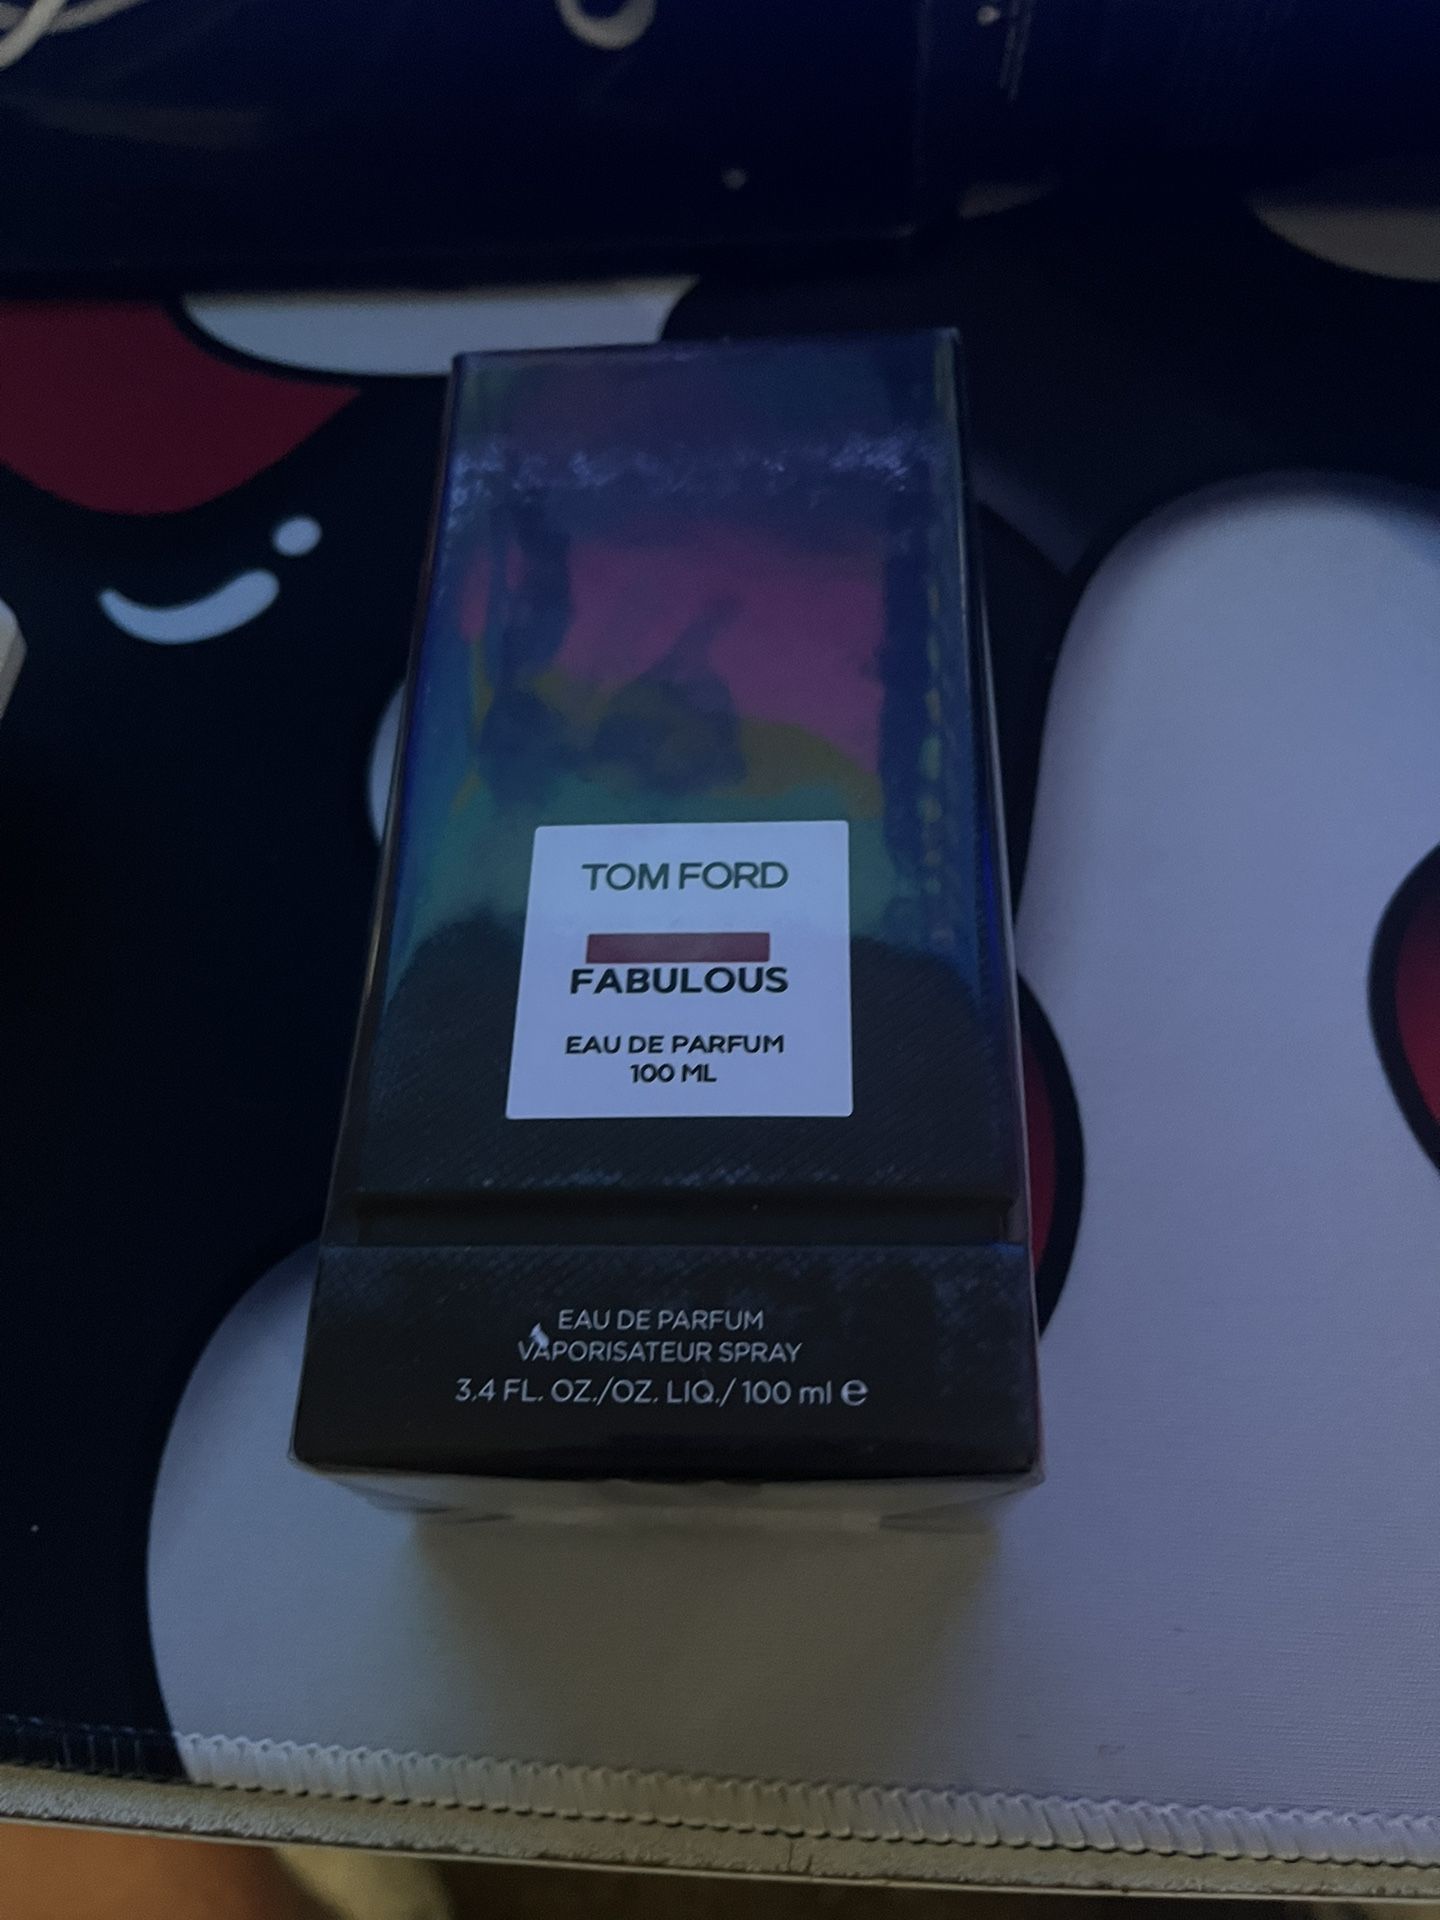 TOM FORD
FABULOUS
EAU DE PARFUM
100 ML
EAU DE PARFUM
VAPORISATEUR SPRAY
3.4 FL. OZ./OZ. LIQ./ 100 ml ℮